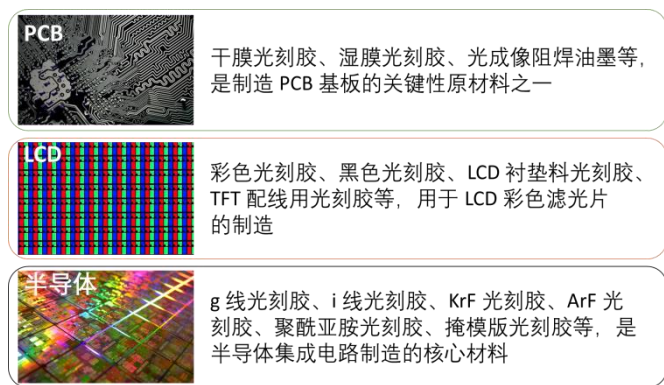 PCB
干膜光刻胶、湿膜光刻胶、光成像阻焊油墨等，
是制造 PCB 基板的关键性原材料之一
LCD
彩色光刻胶、黑色光刻胶、LCD 衬垫料光刻胶、
TFT 配线用光刻胶等，用于 LCD 彩色滤光片
的制造
半导体
g 线光刻胶、i 线光刻胶、KrF 光刻胶、ArF 光
刻胶、聚酰亚胺光刻胶、掩模版光刻胶等，是
半导体集成电路制造的核心材料